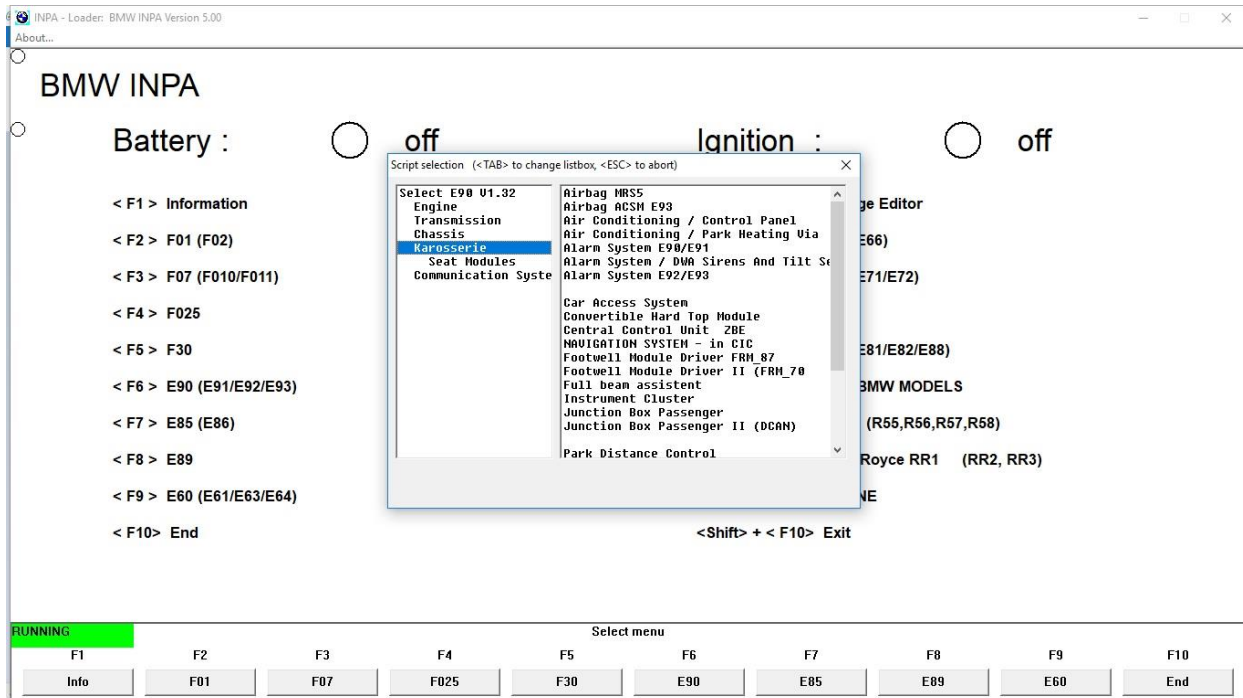 INPA - Loader: BMW INPA Version 5.00
About...
BMW INPA
Battery : off
Ignition : off
< F1 > Information
< F2 > F01 (F02)
< F3 > F07 (F010/F011)
< F4 > F025
< F5 > F30
< F6 > E90 (E91/E92/E93)
< F7 > E85 (E86)
< F8 > E89
< F9 > E60 (E61/E63/E64)
< F10> End
Editor
E66)
E71/E72)
E81/E82/E88)
BMW MODELS
(R55,R56,R57,R58)
Royce RR1 (RR2, RR3)
<Shift> + < F10> Exit
Script selection (<TAB> to change listbox, <ESC> to abort)
Select E90 V1.32
Engine
Transmission
Chassis
Karosserie
Seat Modules
Communication Syste
Airbag MRS5
Airbag ACSM E93
Air Conditioning / Control Panel
Air Conditioning / Park Heating Via
Alarm System E90/E91
Alarm System / DWA Sirens And Tilt Se
Alarm System E92/E93
Car Access System
Convertible Hard Top Module
Central Control Unit ZBE
NAVIGATION SYSTEM - in CIC
Footwell Module Driver FRM_87
Footwell Module Driver II (FRM_70
Full beam assistent
Instrument Cluster
Junction Box Passenger
Junction Box Passenger II (DCAN)
Park Distance Control
RUNNING
Select menu
F1 F2 F3 F4 F5 F6 F7 F8 F9 F10
Info F01 F07 F025 F30 E90 E85 E89 E60 End